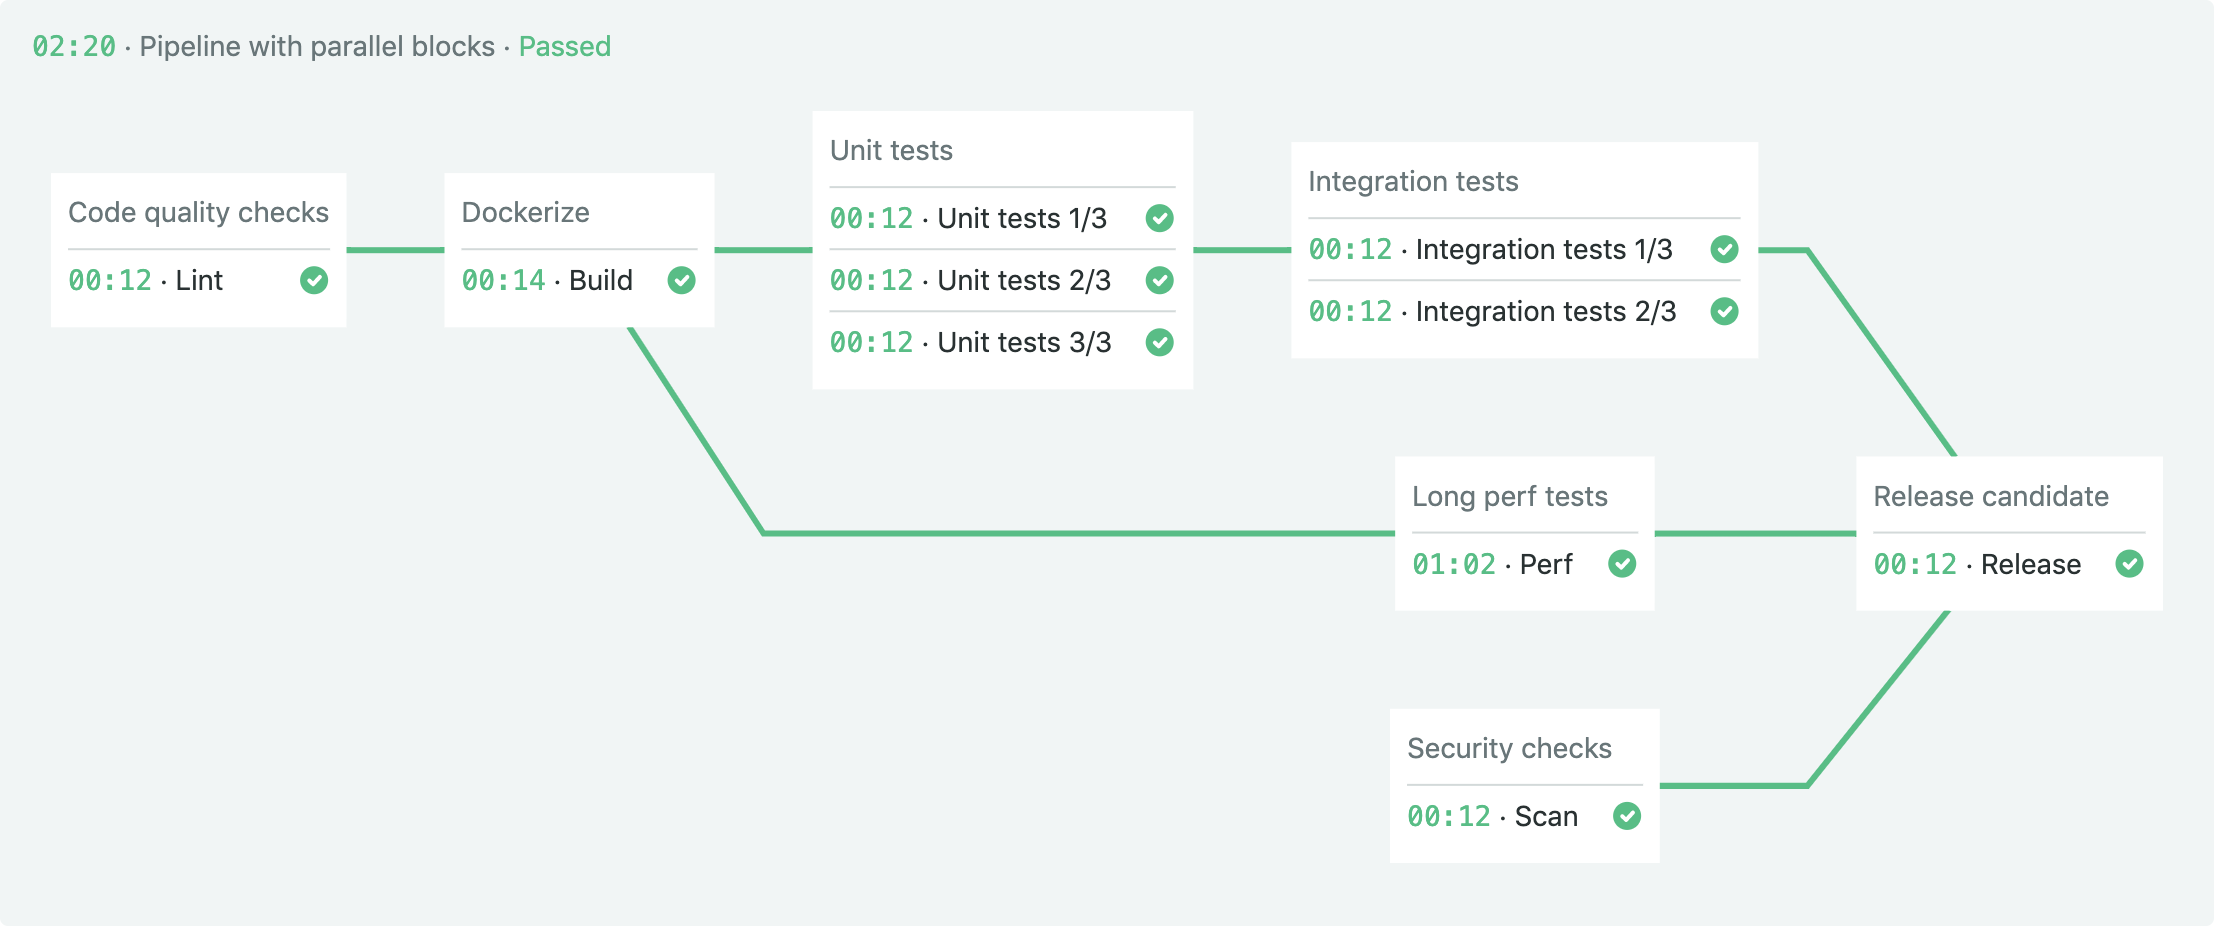 02:20 · Pipeline with parallel blocks · Passed
Code quality checks
00:12 · Lint
Dockerize
00:14 · Build
Unit tests
00:12 · Unit tests 1/3
00:12 · Unit tests 2/3
00:12 · Unit tests 3/3
Integration tests
00:12 · Integration tests 1/3
00:12 · Integration tests 2/3
Long perf tests
01:02 · Perf
Release candidate
00:12 · Release
Security checks
00:12 · Scan